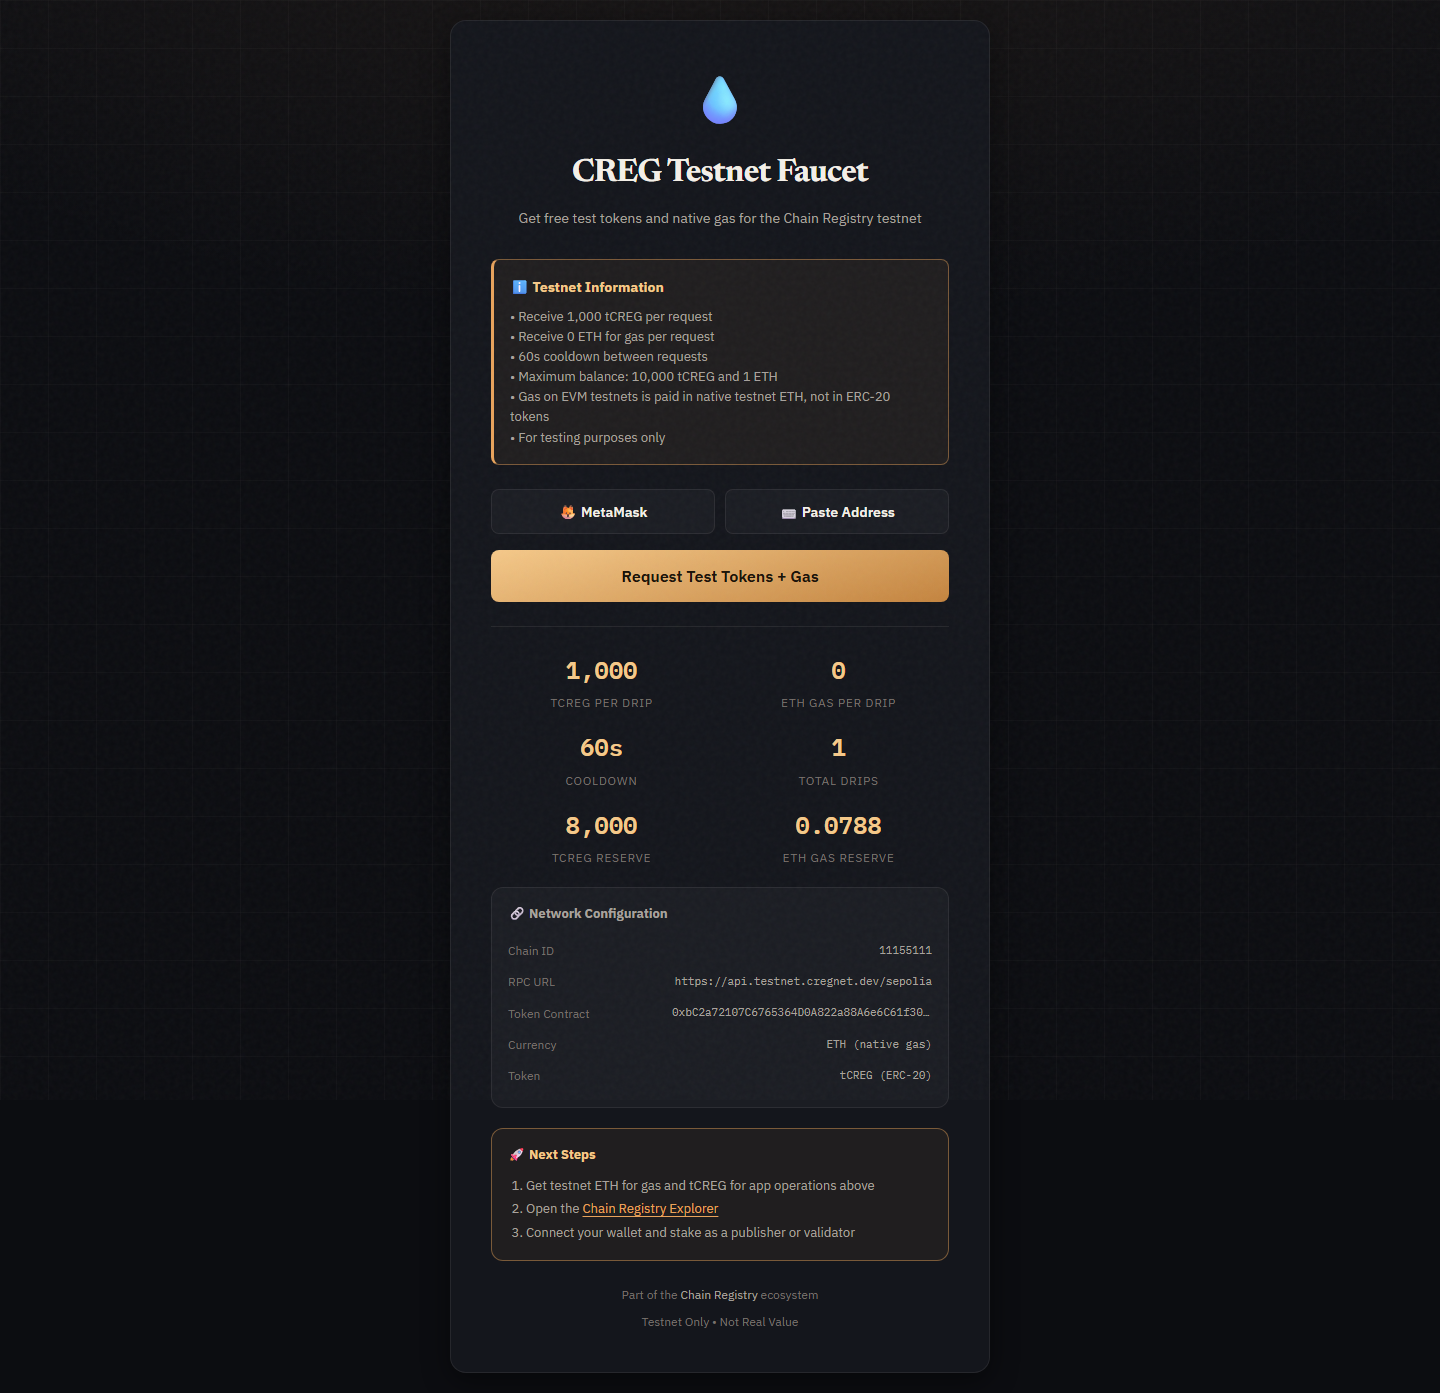 CREG Testnet Faucet
Get free test tokens and native gas for the Chain Registry testnet
ℹ️ Testnet Information
• Receive 1,000 tCREG per request
• Receive 0 ETH for gas per request
• 60s cooldown between requests
• Maximum balance: 10,000 tCREG and 1 ETH
• Gas on EVM testnets is paid in native testnet ETH, not in ERC-20
tokens
• For testing purposes only
🦊 MetaMask
⌨️ Paste Address
Request Test Tokens + Gas
1,000
TCREG PER DRIP
0
ETH GAS PER DRIP
60s
COOLDOWN
1
TOTAL DRIPS
8,000
TCREG RESERVE
0.0788
ETH GAS RESERVE
🔗 Network Configuration
Chain ID 11155111
RPC URL https://api.testnet.cregnet.dev/sepolia
Token Contract 0xbC2a72107C6765364D0A822a88A6e6C61f30…
Currency ETH (native gas)
Token tCREG (ERC-20)
🚀 Next Steps
1. Get testnet ETH for gas and tCREG for app operations above
2. Open the Chain Registry Explorer
3. Connect your wallet and stake as a publisher or validator
Part of the Chain Registry ecosystem
Testnet Only • Not Real Value